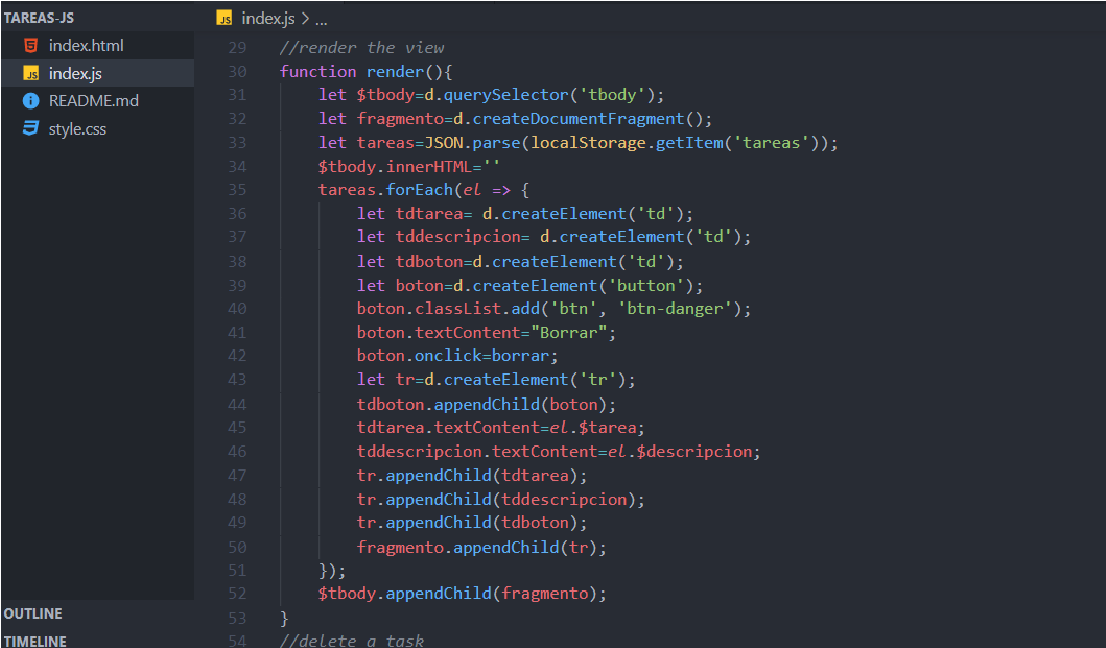 TAREAS-JS
index.html
index.js
README.md
style.css
OUTLINE
TIMELINE
JS index.js > ...
29 //render the view
30 function render(){
31 let $tbody=d.querySelector('tbody');
32 let fragmento=d.createDocumentFragment();
33 let tareas=JSON.parse(localStorage.getItem('tareas'));
34 $tbody.innerHTML=''
35 tareas.forEach(el => {
36 let tdtarea= d.createElement('td');
37 let tddescripcion= d.createElement('td');
38 let tdboton=d.createElement('td');
39 let boton=d.createElement('button');
40 boton.classList.add('btn', 'btn-danger');
41 boton.textContent="Borrar";
42 boton.onclick=borrar;
43 let tr=d.createElement('tr');
44 tdboton.appendChild(boton);
45 tdtarea.textContent=el.$tarea;
46 tddescripcion.textContent=el.$descripcion;
47 tr.appendChild(tdtarea);
48 tr.appendChild(tddescripcion);
49 tr.appendChild(tdboton);
50 fragmento.appendChild(tr);
51 });
52 $tbody.appendChild(fragmento);
53 }
54 //delete a task